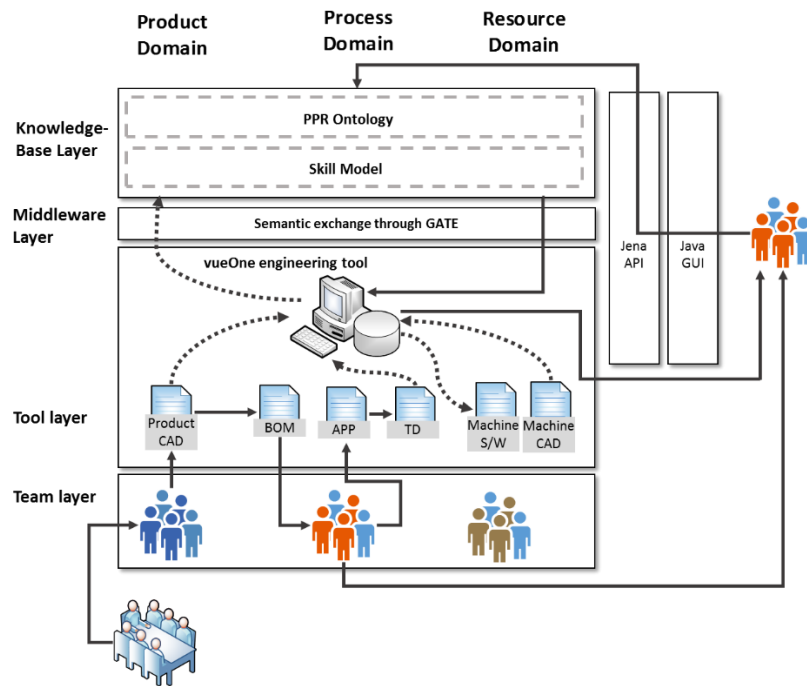 Product
Domain
Process
Domain
Resource
Domain
Knowledge-
Base Layer
PPR Ontology
Skill Model
Middleware
Layer
Semantic exchange through GATE
vueOne engineering tool
Jena
API
Java
GUI
Tool layer
Product
CAD
BOM
APP
TD
Machine
S/W
Machine
CAD
Team layer